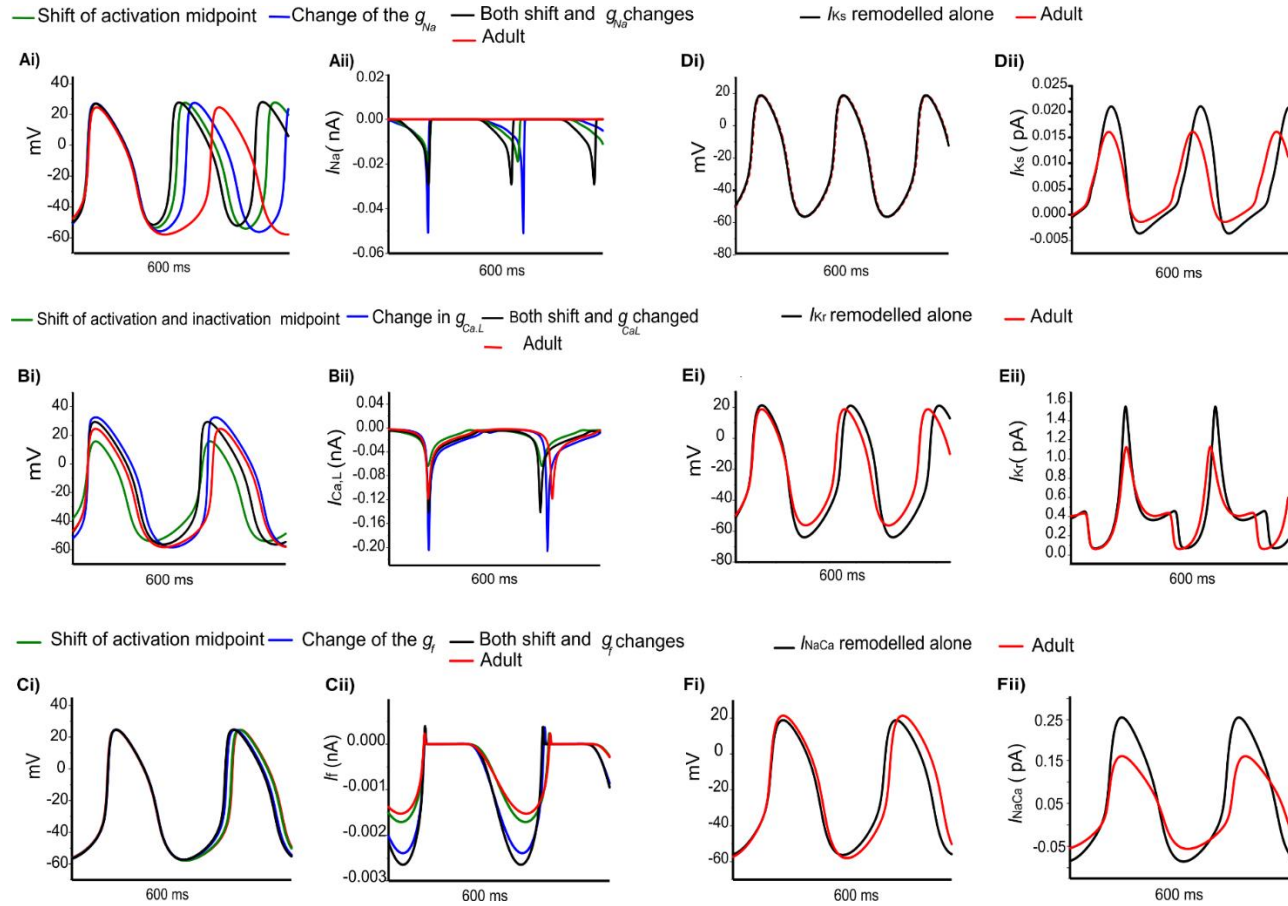 Shift of activation midpoint Change of the gNa Both shift and gNa changes
Adult
IKs remodelled alone Adult
Ai)
mV
40
20
0
-20
-40
-60
600 ms
Aii)
INa( nA)
0.02
0.00
-0.02
-0.04
-0.06
600 ms
Di)
mV
40
20
0
-20
-40
-60
-80
600 ms
Dii)
IKs (pA)
0.025
0.020
0.015
0.010
0.005
0.000
-0.005
600 ms
Shift of activation and inactivation midpoint Change in gCa.L Both shift and gCaL changed
Adult
IKr remodelled alone Adult
Bi)
mV
40
20
0
-20
-40
-60
600 ms
Bii)
ICa.L (nA)
0.04
0.00
-0.04
-0.08
-0.12
-0.16
-0.20
600 ms
Ei)
mV
40
20
0
-20
-40
-60
-80
600 ms
Eii)
IKr( pA)
1.6
1.4
1.2
1.0
0.8
0.6
0.4
0.2
0.0
600 ms
Shift of activation midpoint Change of the gf Both shift and gf changes
Adult
INaCa remodelled alone Adult
Ci)
mV
40
20
0
-20
-40
-60
600 ms
Cii)
If (nA)
0.000
-0.001
-0.002
-0.003
600 ms
Fi)
mV
20
0
-20
-40
-60
600 ms
Fii)
INaCa( pA)
0.25
0.15
0.05
-0.05
600 ms